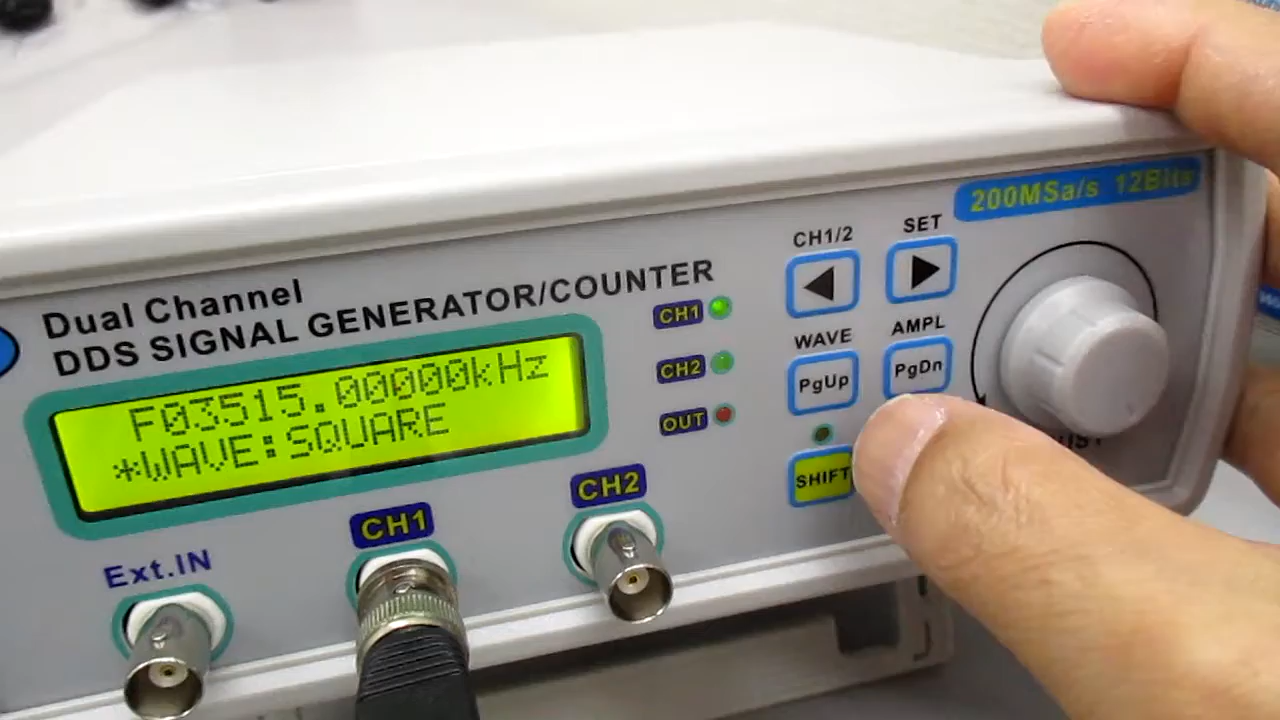 200MSa/s 12Bits
Dual Channel
DDS SIGNAL GENERATOR/COUNTER
F03515.00000kHz
*WAVE:SQUARE
CH1
CH2
OUT
CH1/2
SET
WAVE
AMPL
PgUp
PgDn
SHIFT
Ext.IN
CH1
CH2